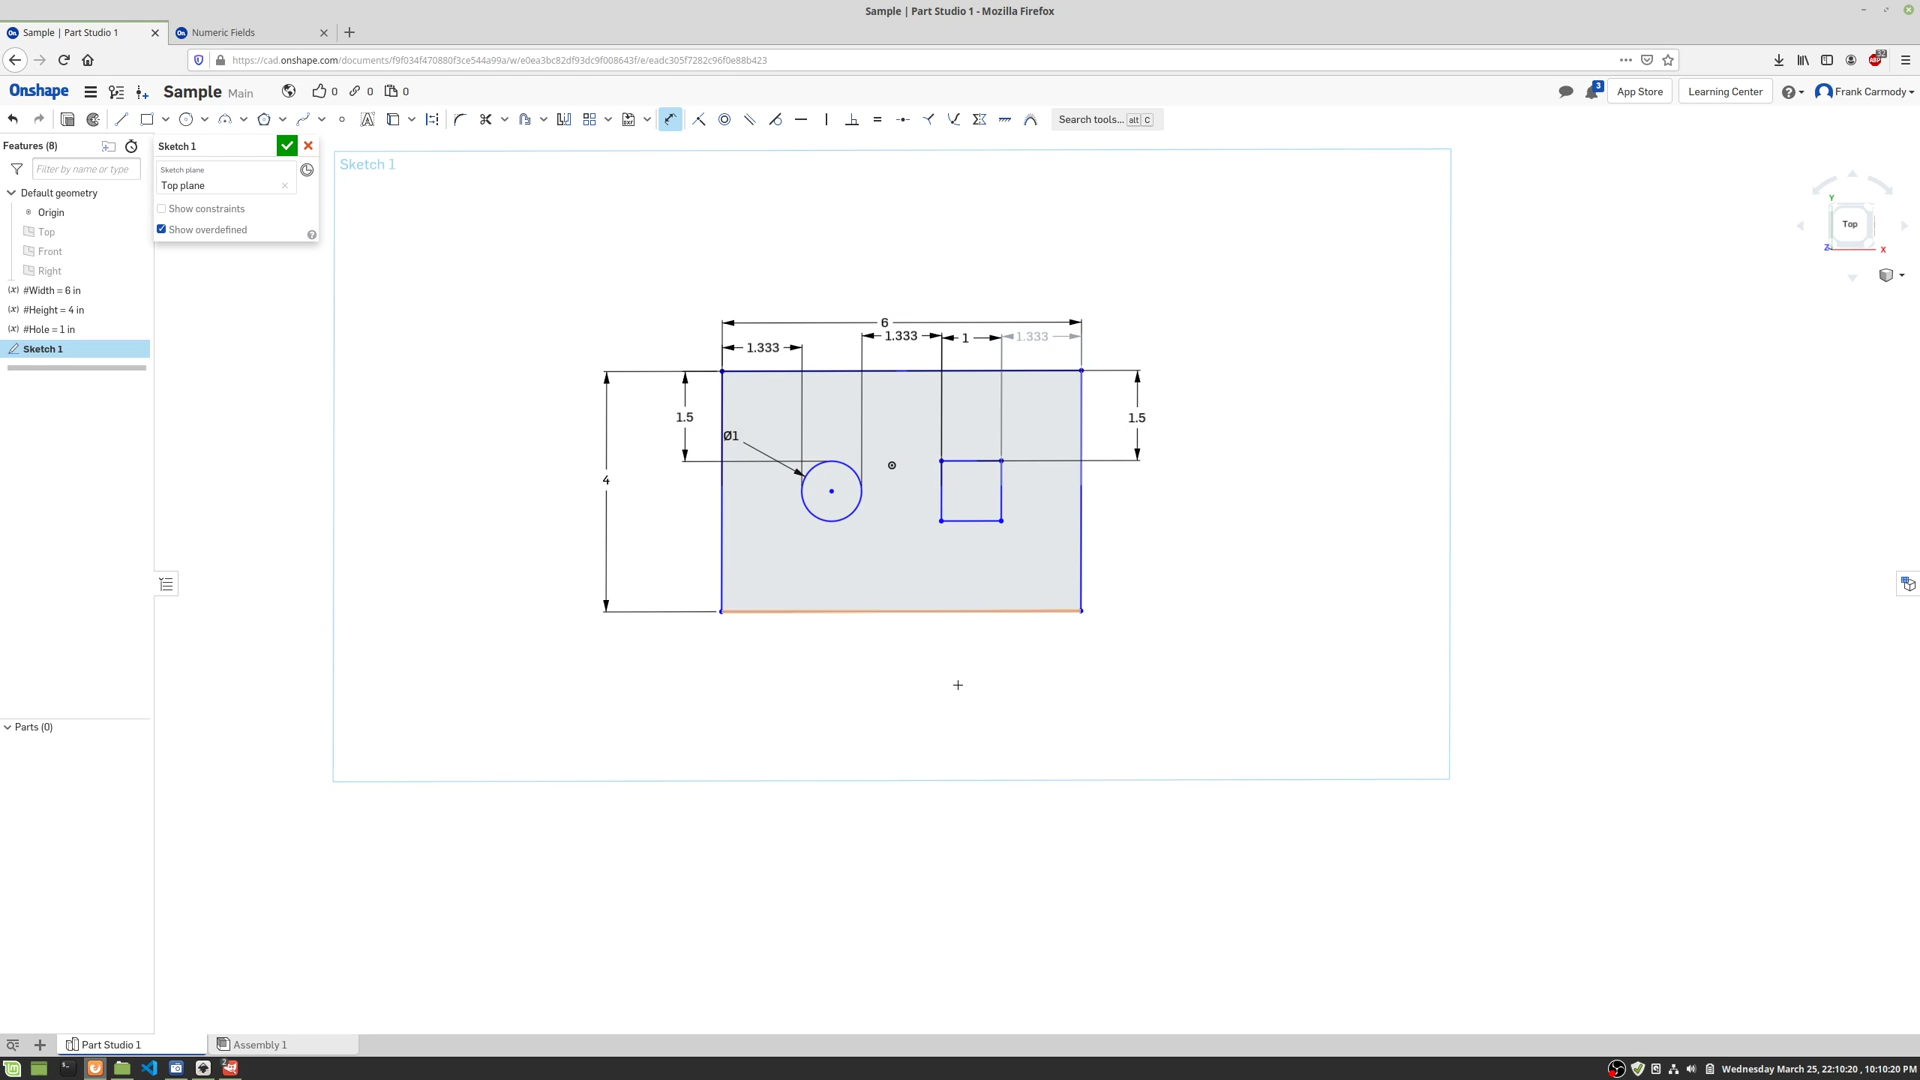 Sample | Part Studio 1 - Mozilla Firefox
Sample | Part Studio 1
Numeric Fields
https://cad.onshape.com/documents/f9f034f470880f3ce544a99a/w/e0ea3bc82df93dc9f008643f/e/eadc305f7282c96f0e88b423
Onshape Sample Main 0 0 0
3 App Store Learning Center Frank Carmody
Search tools... alt C
Features (8)
Filter by name or type
Default geometry
Origin
Top
Front
Right
(x) #Width = 6 in
(x) #Height = 4 in
(x) #Hole = 1 in
Sketch 1
Parts (0)
Sketch 1
Sketch plane
Top plane
Show constraints
Show overdefined
Sketch 1
6
1.333
1
1.333
1.333
1.5
1.5
Ø1
4
Y
Top
Z
X
Part Studio 1
Assembly 1
2
Wednesday March 25, 22:10:20 , 10:10:20 PM